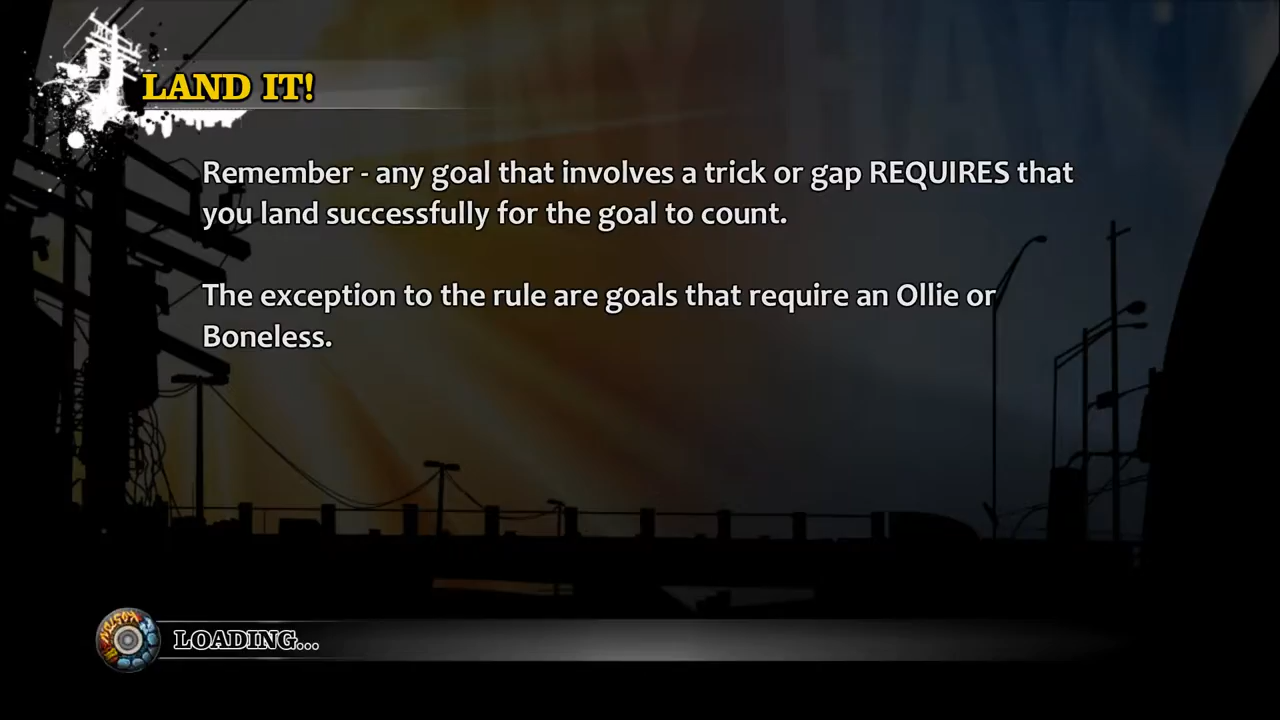 LAND IT!
Remember - any goal that involves a trick or gap REQUIRES that
you land successfully for the goal to count.
The exception to the rule are goals that require an Ollie or
Boneless.
LOADING...